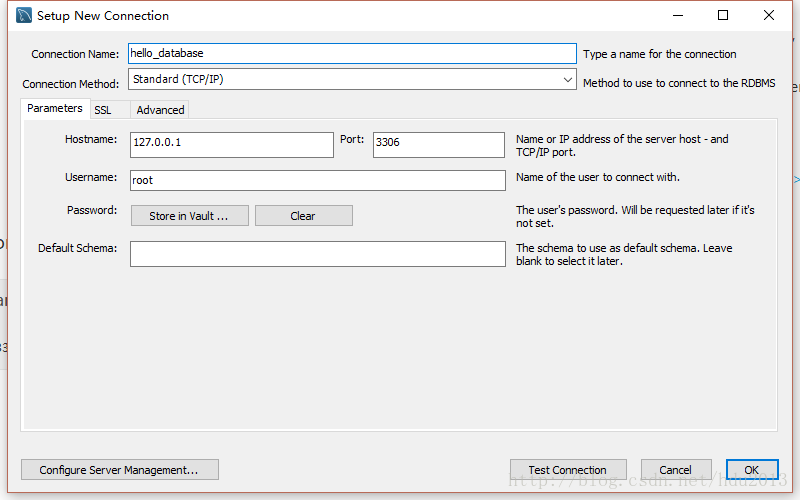 Setup New Connection
Connection Name: hello_database Type a name for the connection
Connection Method: Standard (TCP/IP) Method to use to connect to the RDBMS
Parameters SSL Advanced
Hostname: 127.0.0.1 Port: 3306 Name or IP address of the server host - and
TCP/IP port.
Username: root Name of the user to connect with.
Password: Store in Vault ... Clear The user's password. Will be requested later if it's
not set.
Default Schema: The schema to use as default schema. Leave
blank to select it later.
Configure Server Management... Test Connection Cancel OK
http://blog.csdn.net/hdu2013